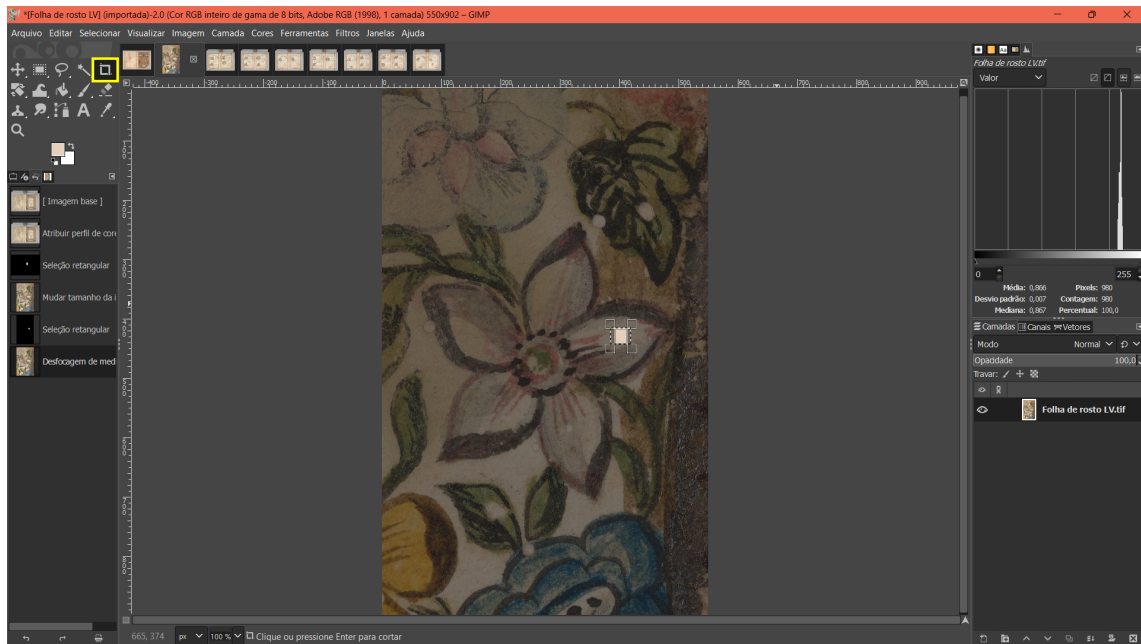 *[Folha de rosto LV] (importada)-2.0 (Cor RGB inteiro de gama de 8 bits, Adobe RGB (1998), 1 camada) 550x902 – GIMP
Arquivo Editar Selecionar Visualizar Imagem Camada Cores Ferramentas Filtros Janelas Ajuda
Folha de rosto LV.tif
Valor
[ Imagem base ]
Atribuir perfil de core
Seleção retangular
Mudar tamanho da i
Seleção retangular
Desfocagem de med
0 255
Média: 0,866 Pixels: 980
Desvio padrão: 0,007 Contagem: 980
Mediana: 0,867 Percentual: 100,0
Camadas Canais Vetores
Modo Normal
Opacidade 100,0
Travar:
Folha de rosto LV.tif
665, 374 px 100 % Clique ou pressione Enter para cortar